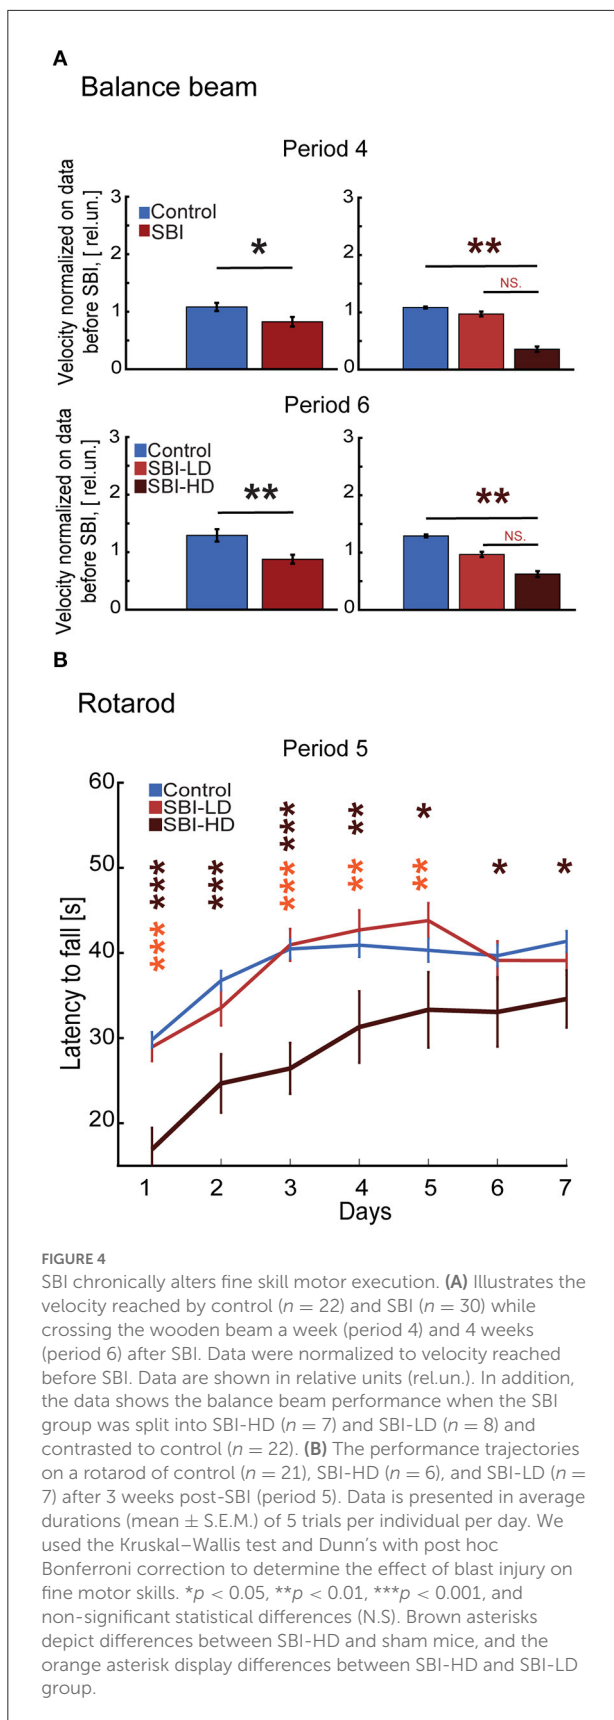 A
Balance beam
Period 4
Velocity normalized on data
before SBI, [ rel.un.]
3
2
1
0
Control
SBI
*
3
2
1
0
**
NS.
Period 6
Velocity normalized on data
before SBI, [ rel.un.]
3
2
1
0
Control
SBI-LD
SBI-HD
**
3
2
1
0
**
NS.
B
Rotarod
Period 5
Latency to fall [s]
60
50
40
30
20
Control
SBI-LD
SBI-HD
*** *** *** ** * * *
*** *** ** **
1 2 3 4 5 6 7
Days
FIGURE 4
SBI chronically alters fine skill motor execution. (A) Illustrates the
velocity reached by control (n = 22) and SBI (n = 30) while
crossing the wooden beam a week (period 4) and 4 weeks
(period 6) after SBI. Data were normalized to velocity reached
before SBI. Data are shown in relative units (rel.un.). In addition,
the data shows the balance beam performance when the SBI
group was split into SBI-HD (n = 7) and SBI-LD (n = 8) and
contrasted to control (n = 22). (B) The performance trajectories
on a rotarod of control (n = 21), SBI-HD (n = 6), and SBI-LD (n =
7) after 3 weeks post-SBI (period 5). Data is presented in average
durations (mean ± S.E.M.) of 5 trials per individual per day. We
used the Kruskal–Wallis test and Dunn's with post hoc
Bonferroni correction to determine the effect of blast injury on
fine motor skills. *p < 0.05, **p < 0.01, ***p < 0.001, and
non-significant statistical differences (N.S). Brown asterisks
depict differences between SBI-HD and sham mice, and the
orange asterisk display differences between SBI-HD and SBI-LD
group.